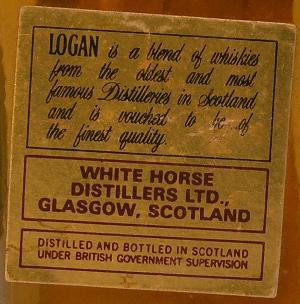 LOGAN is a blend of whiskies
from the oldest and most
famous Distilleries in Scotland
and is vouched to be of
the finest quality.
WHITE HORSE
DISTILLERS LTD.,
GLASGOW, SCOTLAND
DISTILLED AND BOTTLED IN SCOTLAND
UNDER BRITISH GOVERNMENT SUPERVISION